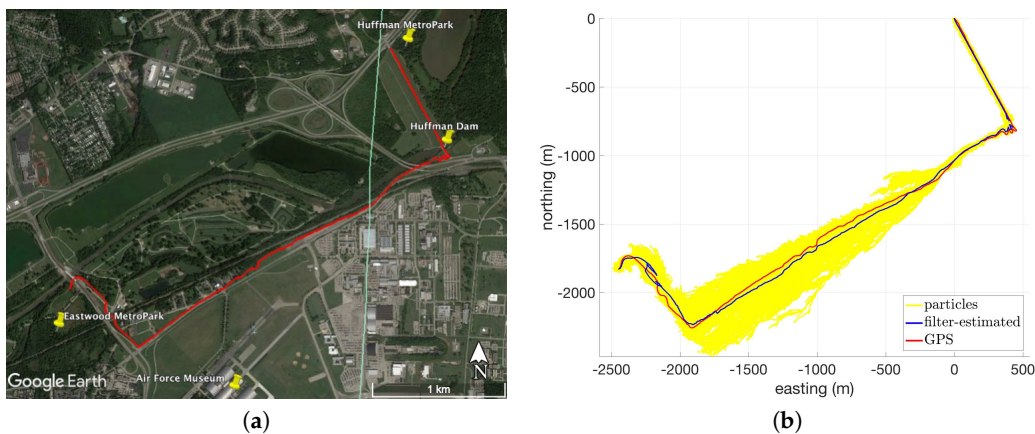 Huffman MetroPark
Huffman Dam
Eastwood MetroPark
Air Force Museum
Google Earth
1 km
N
(a)
0
-500
-1000
-1500
-2000
northing (m)
-2500
-2000
-1500
-1000
-500
0
500
easting (m)
particles
filter-estimated
GPS
(b)